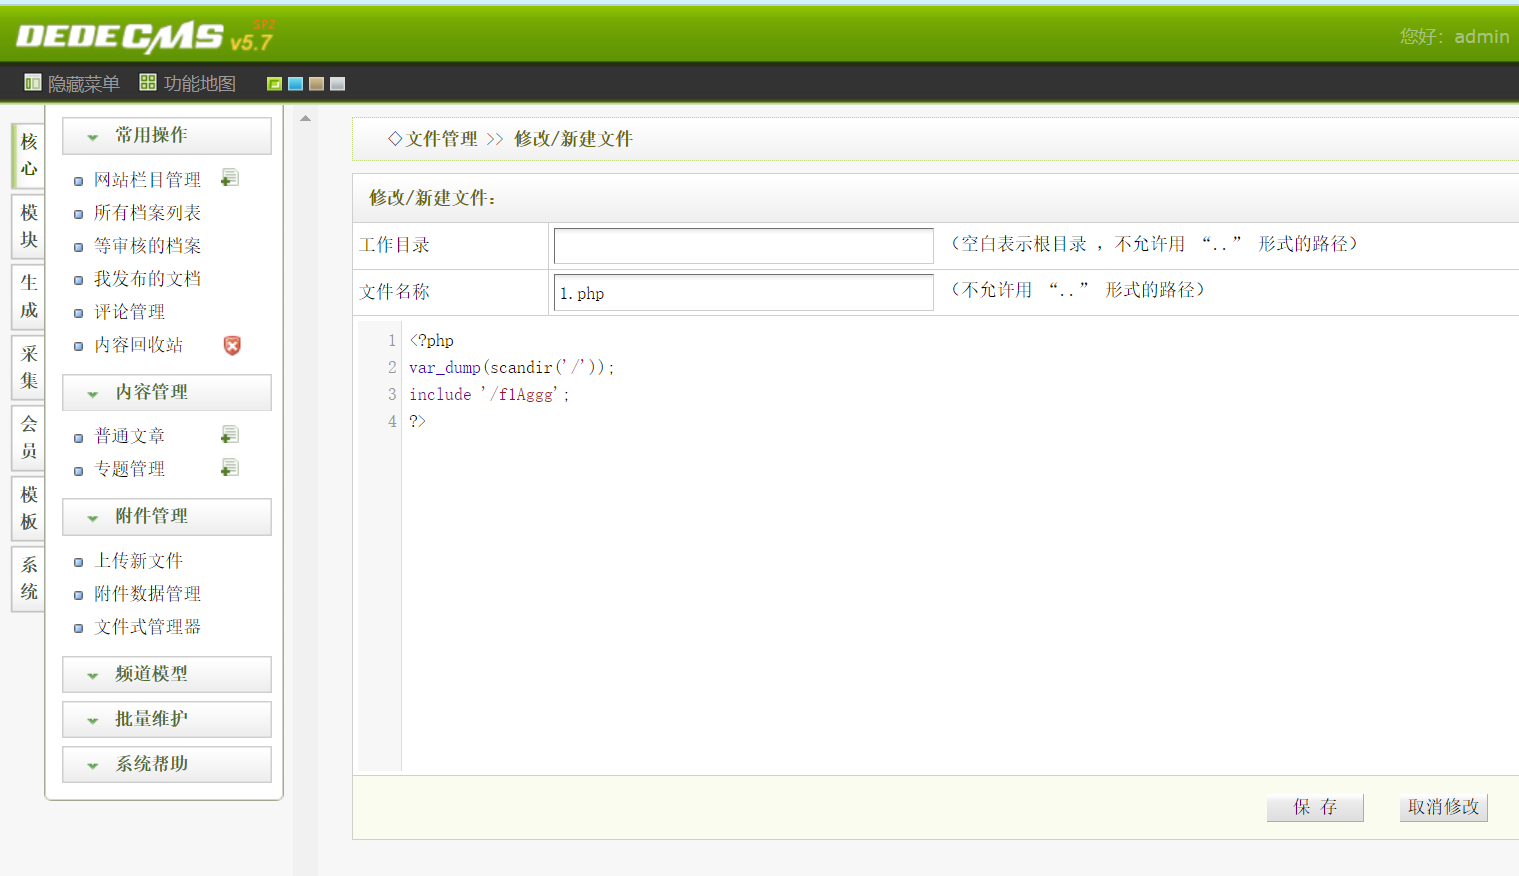 DEDECMS v5.7 SP2
您好：admin
隐藏菜单 功能地图
核心
模块
生成
采集
会员
模板
系统
常用操作
网站栏目管理
所有档案列表
等审核的档案
我发布的文档
评论管理
内容回收站
内容管理
普通文章
专题管理
附件管理
上传新文件
附件数据管理
文件式管理器
频道模型
批量维护
系统帮助
◇文件管理 >> 修改/新建文件
修改/新建文件：
工作目录 （空白表示根目录 ，不允许用 “..” 形式的路径）
文件名称 1.php （不允许用 “..” 形式的路径）
1 <?php
2 var_dump(scandir('/'));
3 include '/f1Aggg';
4 ?>
保 存 取消修改